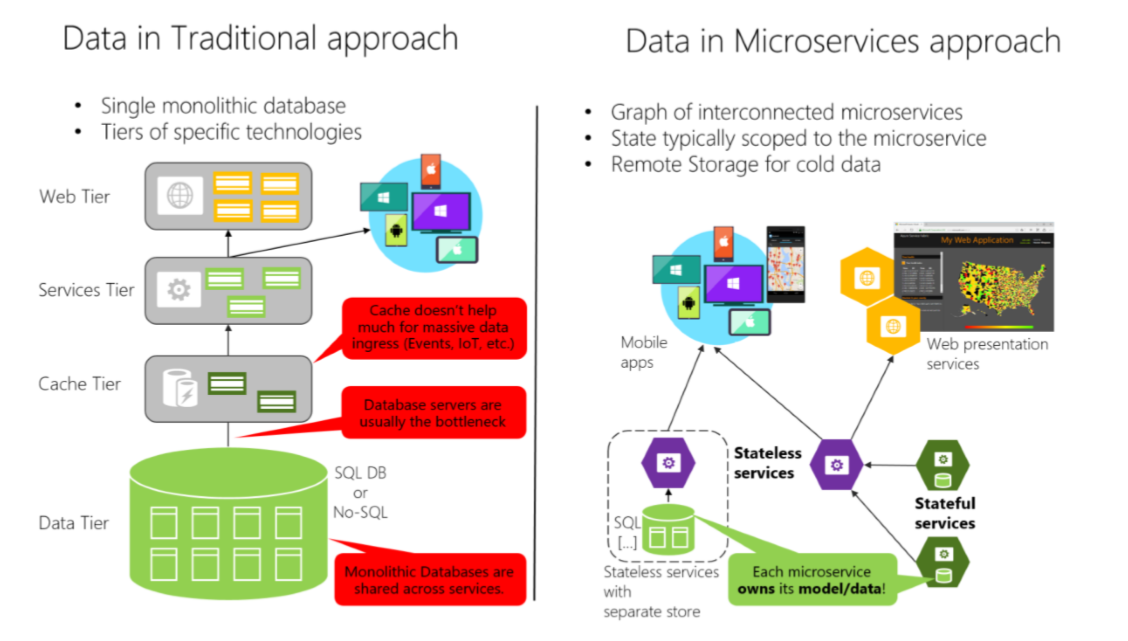 Data in Traditional approach
• Single monolithic database
• Tiers of specific technologies
Web Tier
Services Tier
Cache doesn't help
much for massive data
ingress (Events, IoT, etc.)
Cache Tier
Database servers are
usually the bottleneck
SQL DB
or
No-SQL
Data Tier
Monolithic Databases are
shared across services.
Data in Microservices approach
• Graph of interconnected microservices
• State typically scoped to the microservice
• Remote Storage for cold data
My Web Application
Mobile
apps
Web presentation
services
Stateless
services
Stateful
services
SQL
[...]
Stateless services
with
separate store
Each microservice
owns its model/data!